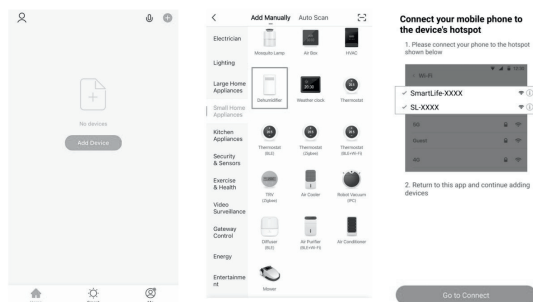 No devices
Add Device
Add Manually
Auto Scan
Electrician
Lighting
Large Home
Appliances
Small Home
Appliances
Kitchen
Appliances
Security
& Sensors
Exercise
& Health
Video
Surveillance
Gateway
Control
Energy
Entertainme
nt
Mosquito Lamp
Air Box
HVAC
Dehumidifier
Weather clock
Thermostat
Thermostat
(BLE)
Thermostat
(Zigbee)
Thermostat
(BLE+Wi-Fi)
TRV
(Zigbee)
Air Cooler
Robot Vacuum
(IPC)
Diffuser
(BLE)
Air Purifier
(BLE+Wi-Fi)
Air Conditioner
Mower
Connect your mobile phone to
the device's hotspot
1. Please connect your phone to the hotspot
shown below
Wi-Fi
SmartLife-XXXX
SL-XXXX
Guest
2. Return to this app and continue adding
devices
Go to Connect